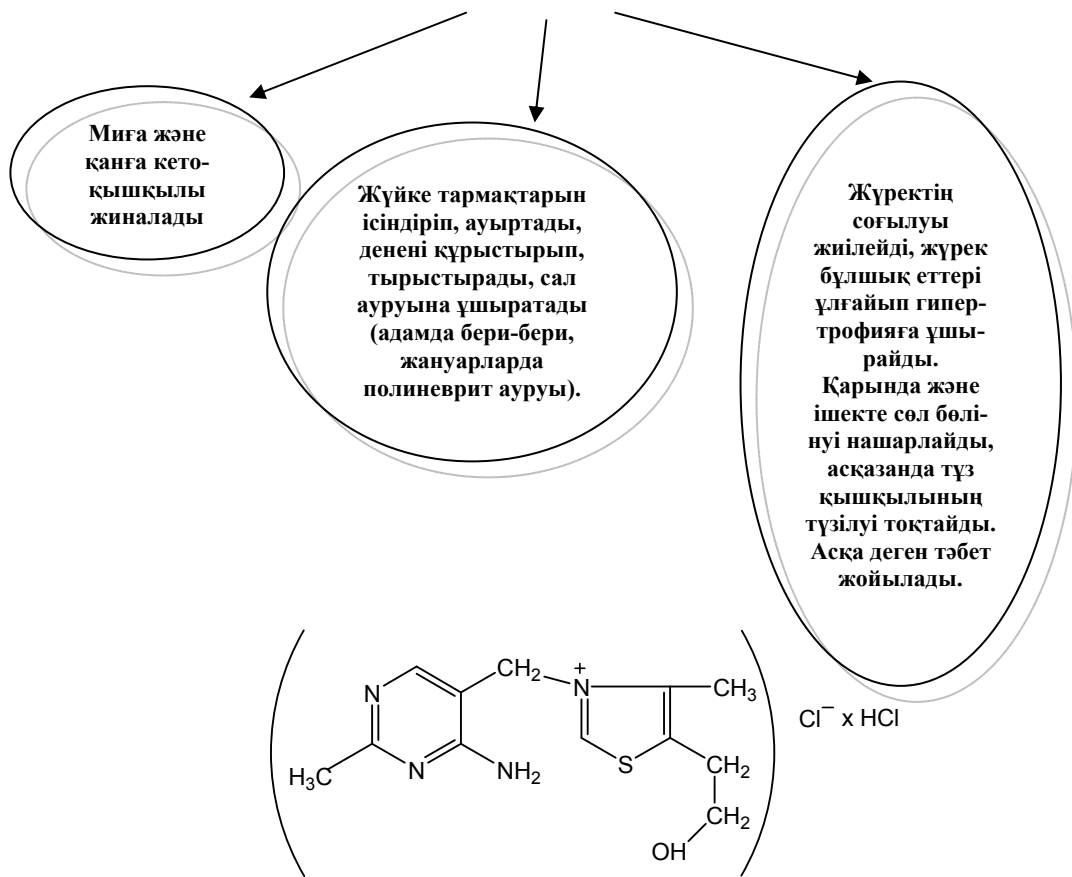 Миға және
қанға кето-
қышқылы
жиналады
Жүйке тармақтарын
ісіндіріп, ауыртады,
денені құрыстырып,
тырыстырады, сал
ауруына ұшыратады
(адамда бери-бери,
жануарларда
полиневрит ауруы).
Жүректің
соғылуы
жиілейді, жүрек
бұлшық еттері
ұлғайып гипер-
трофияға ұшы-
райды.
Қарында және
ішекте сөл бөлі-
нуі нашарлайды,
асқазанда тұз
қышқылының
түзілуі тоқтайды.
Асқа деген тәбет
жойылады.
CH₂
N
+
N
CH₃
Cl⁻ x HCl
H₃C
N
NH₂
S
CH₂
CH₂
OH